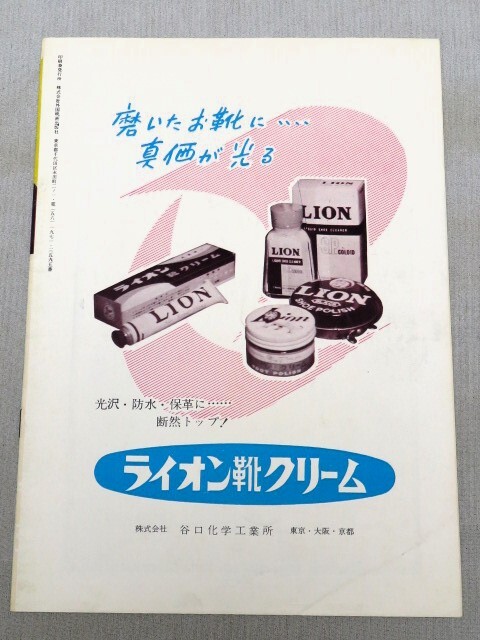 磨いたお靴に....
真価が光る
ライオン靴クリーム
LION
LION
LION
COLOID
LION
SHOE POLISH
光沢・防水・保革に……
断然トップ!
ライオン靴クリーム
株式会社 谷口化学工業所 東京・大阪・京都